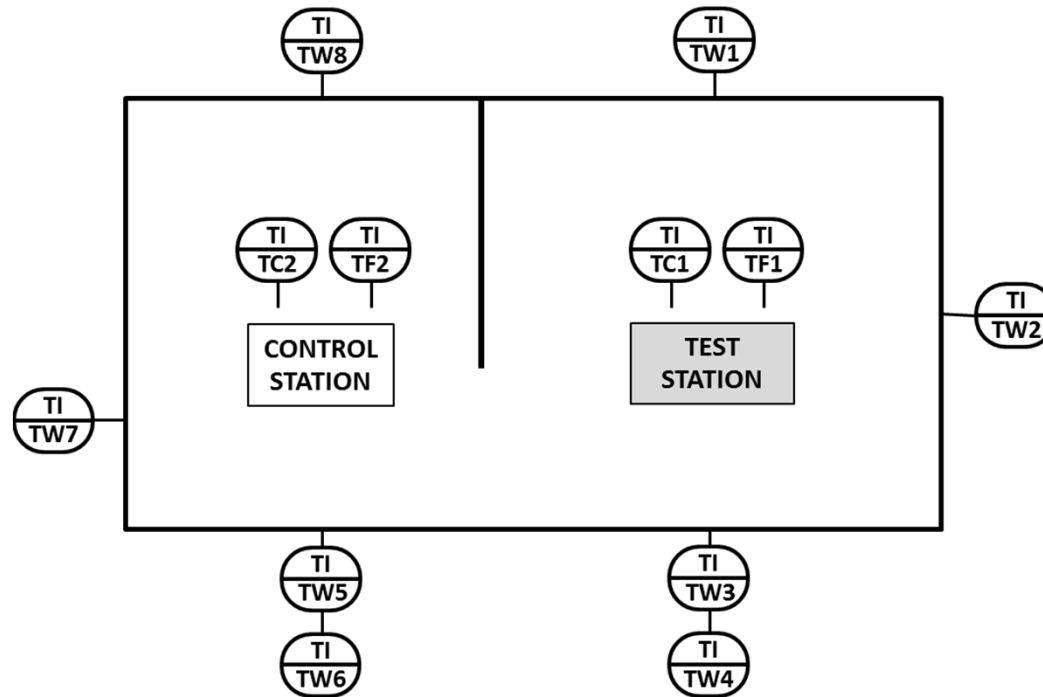 TI
TW8
TI
TW1
TI
TC2
TI
TF2
TI
TC1
TI
TF1
TI
TW2
CONTROL
STATION
TEST
STATION
TI
TW7
TI
TW5
TI
TW3
TI
TW6
TI
TW4